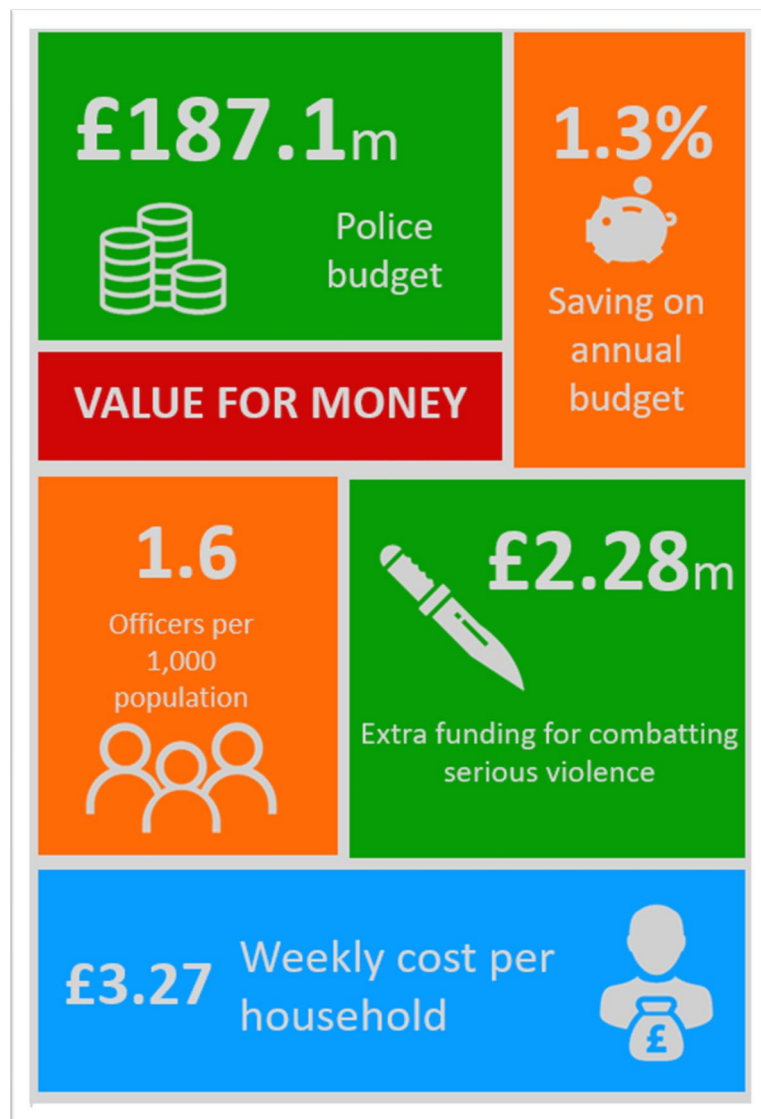 £187.1m
Police
budget
1.3%
Saving on
annual
budget
VALUE FOR MONEY
1.6
Officers per
1,000
population
£2.28m
Extra funding for combatting
serious violence
£3.27
Weekly cost per
household
£